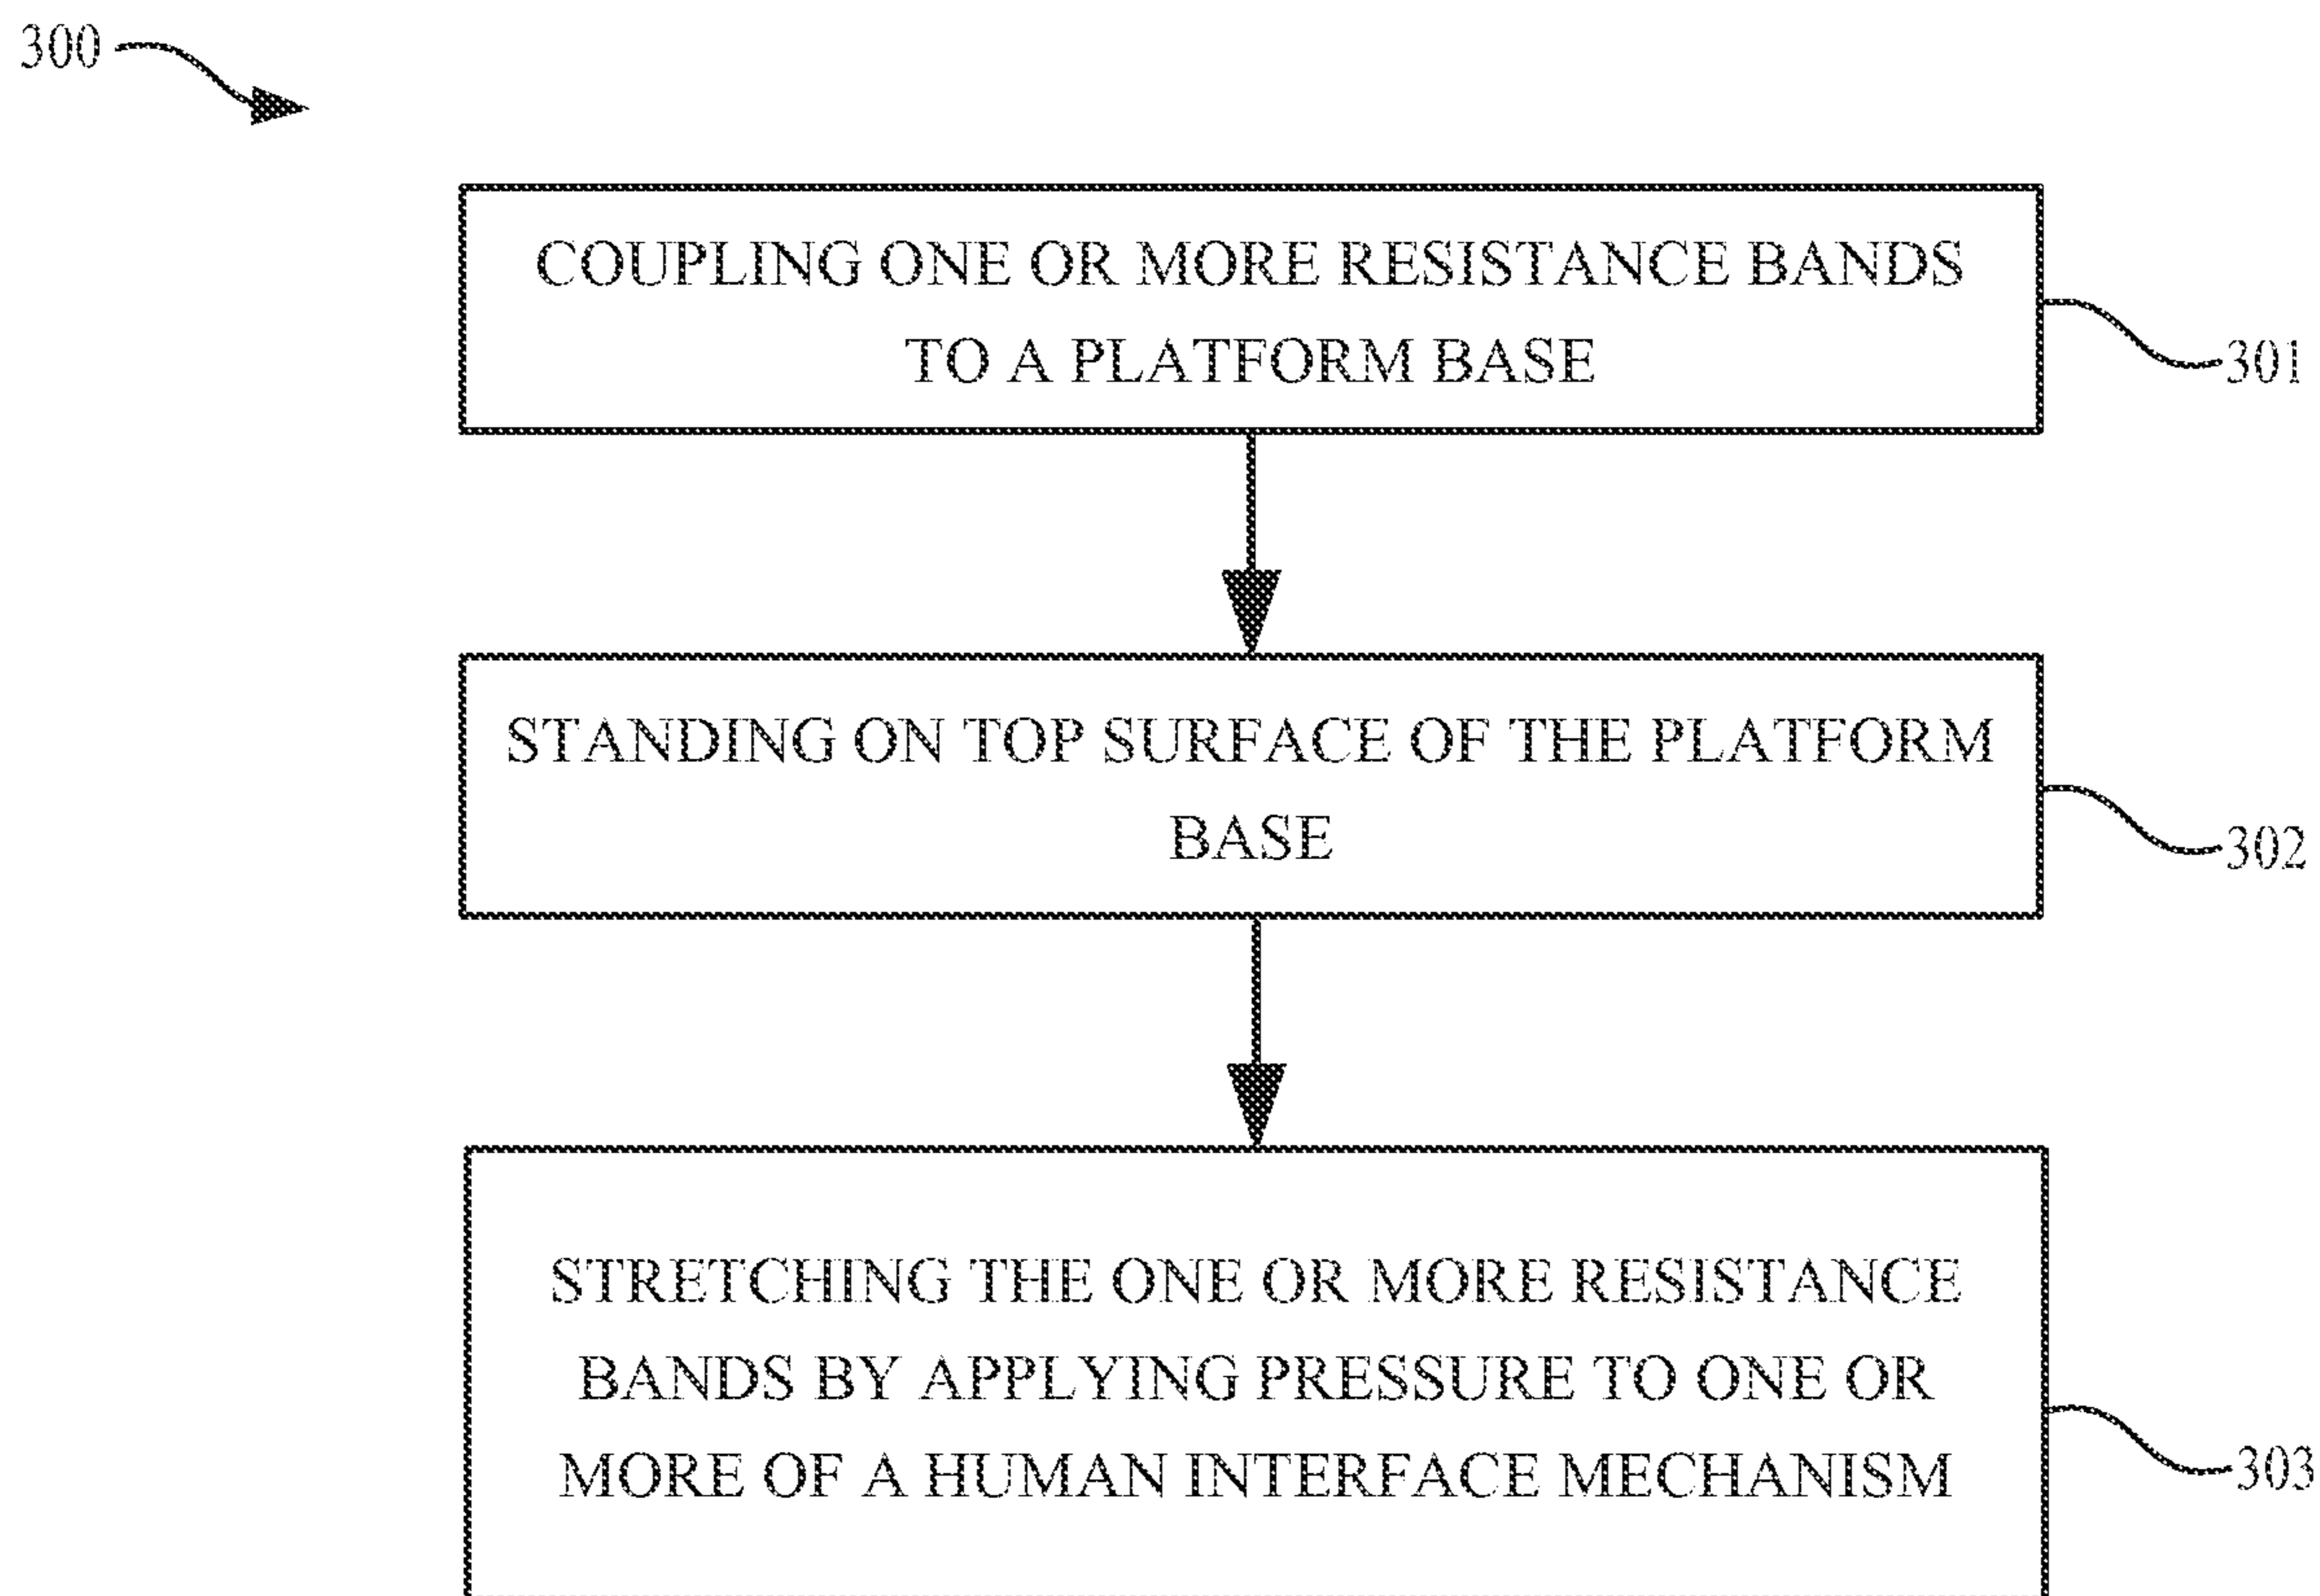 300
COUPLING ONE OR MORE RESISTANCE BANDS
TO A PLATFORM BASE
301
STANDING ON TOP SURFACE OF THE PLATFORM
BASE
302
STRETCHING THE ONE OR MORE RESISTANCE
BANDS BY APPLYING PRESSURE TO ONE OR
MORE OF A HUMAN INTERFACE MECHANISM
303